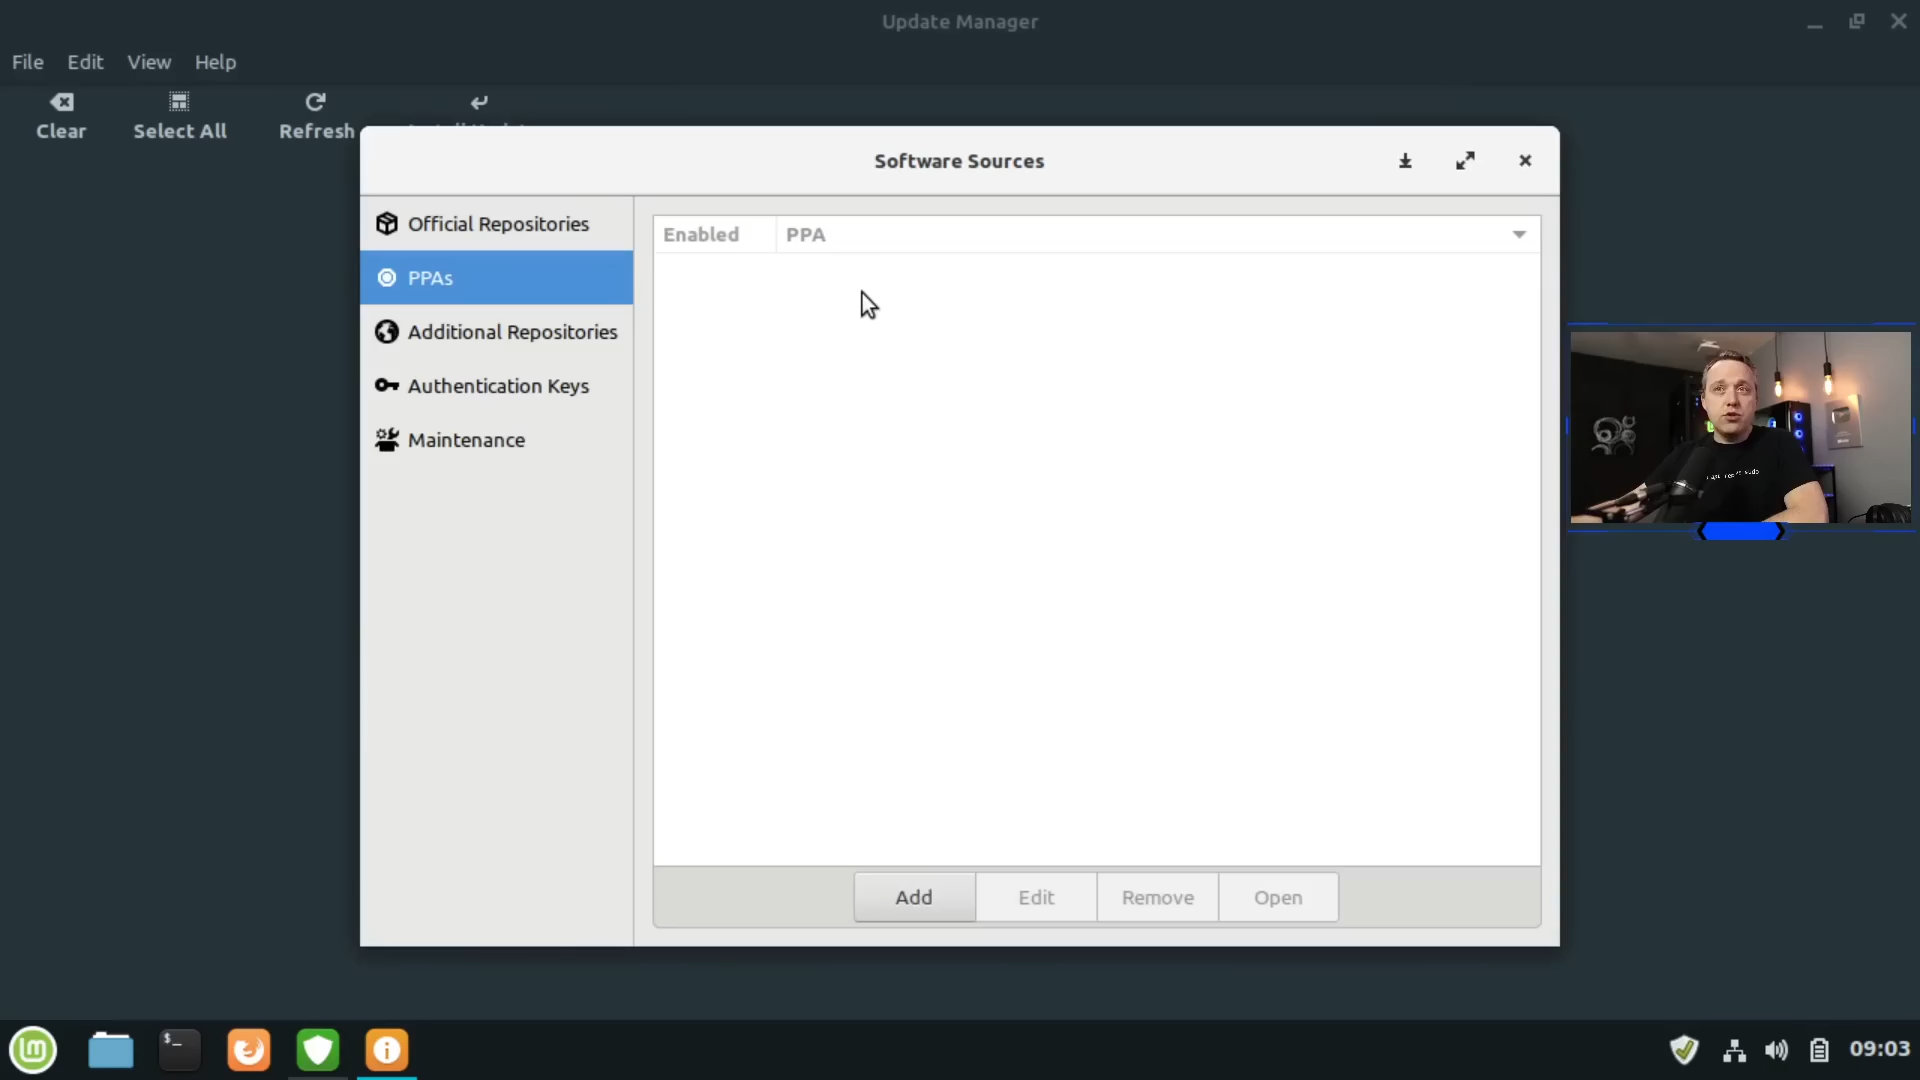 Update Manager
File Edit View Help
Clear Select All Refresh
Software Sources
Official Repositories
PPAs
Additional Repositories
Authentication Keys
Maintenance
Enabled PPA
Add Edit Remove Open
$_
09:03